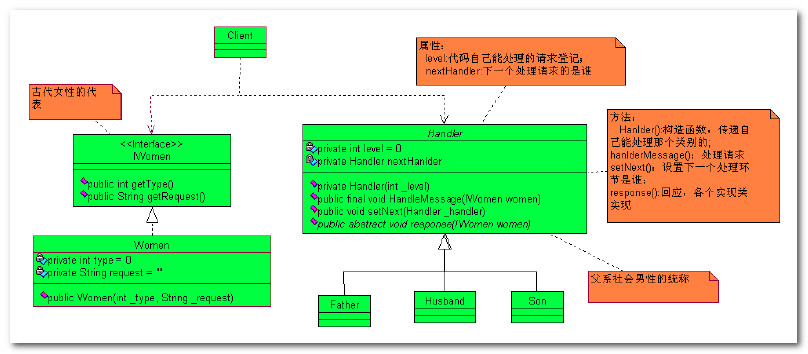 Client
属性：
level:代码自己能处理的请求登记；
nextHandler:下一个处理请求的是谁
古代女性的代
表
<<Interface>>
IWomen
public int getType()
public String getRequest()
Handler
private int level = 0
private Handler nextHanlder
private Handler(int _level)
public final void HandleMessage(IWomen women)
public void setNext(Handler _handler)
public abstract void response(IWomen women)
方法：
Hanlder():构造函数，传递自
己能处理那个类别的;
hanlderMessage()：处理请求
setNext()：设置下一个处理环
节是谁；
response():回应，各个实现类
实现
Women
private int type = 0
private String request = ""
public Women(int _type, String _request)
父系社会男性的统称
Father
Husband
Son